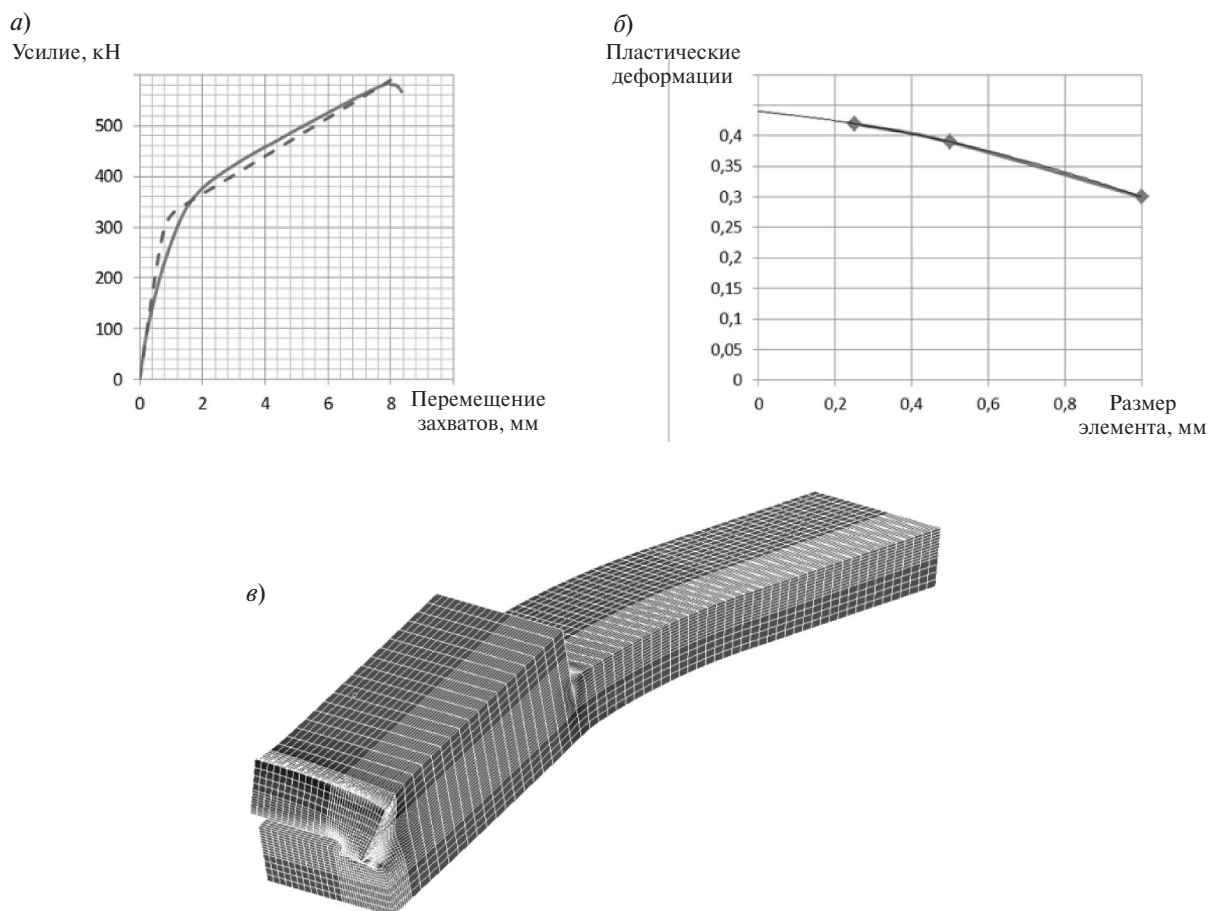 а)
Усилие, кН
500
400
300
200
100
0
0 2 4 6 8
Перемещение
захватов, мм
б)
Пластические
деформации
0,4
0,35
0,3
0,25
0,2
0,15
0,1
0,05
0
0 0,2 0,4 0,6 0,8
Размер
элемента, мм
в)